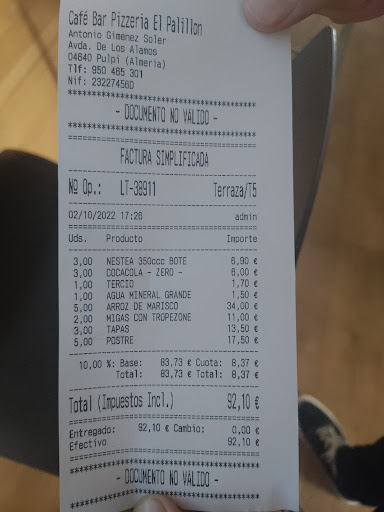 Café Bar Pizzeria El Palillon
Antonio Gimenez Soler
Avda. De Los Alamos
04640 Pulpi (Almeria)
Tlf: 950 465 301
Nif: 23227456D
********************************
- DOCUMENTO NO VALIDO -
********************************
================================
FACTURA SIMPLIFICADA
Nº Op.: LT-38911 Terraza/T5
02/10/2022 17:26 admin
Uds. Producto Importe
3,00 NESTEA 350ccc BOTE 6,90 €
3,00 COCACOLA - ZERO - 6,00 €
1,00 TERCIO 1,70 €
1,00 AGUA MINERAL GRANDE 1,50 €
5,00 ARROZ DE MARISCO 34,00 €
2,00 MIGAS CON TROPEZONE 11,00 €
3,00 TAPAS 13,50 €
5,00 POSTRE 17,50 €
10,00 %: Base: 83,73 € Cuota: 8,37 €
Total: 83,73 € Total: 8,37 €
Total (Impuestos Incl.) 92,10 €
Entregado: 92,10 € Cambio: 0,00 €
Efectivo 92,10 €
********************************
- DOCUMENTO NO VALIDO -
********************************